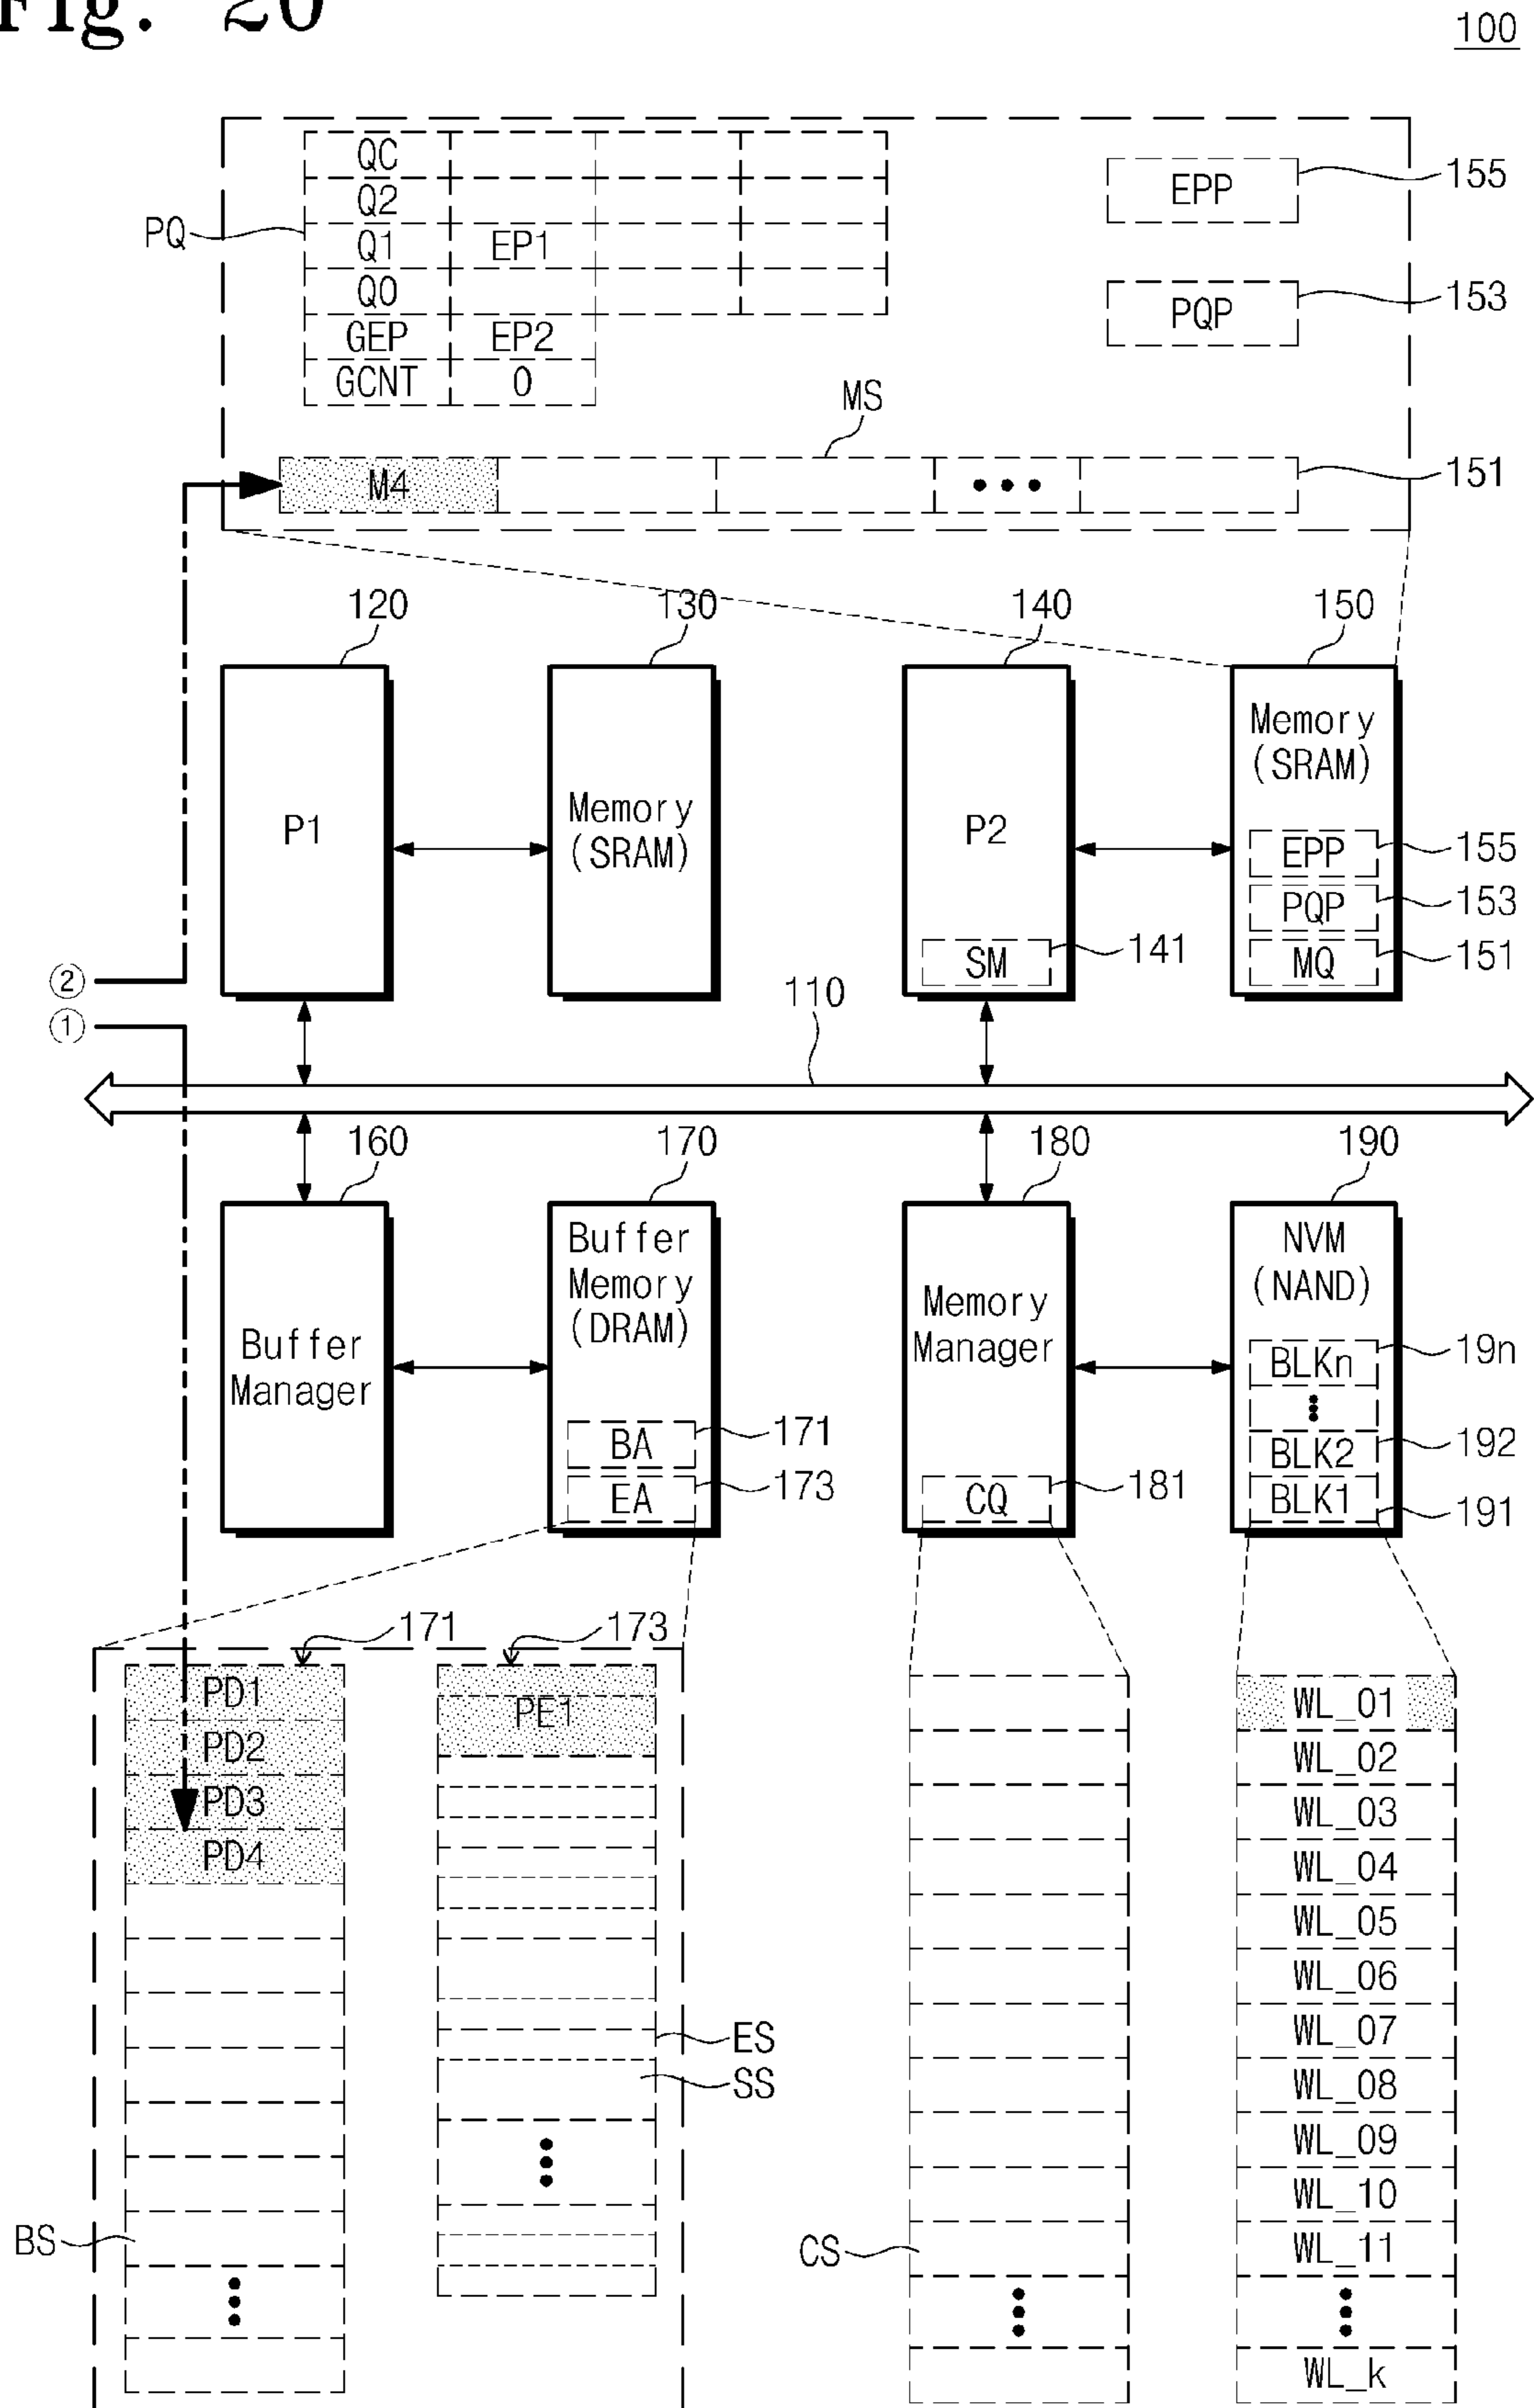 Fig. 20
100
QC
Q2
PQ
Q1 EP1
Q0
GEP EP2
GCNT 0
EPP 155
PQP 153
MS
M4 151
120 130 140 150
P1
Memory
(SRAM)
P2
SM 141
Memory
(SRAM)
EPP 155
PQP 153
MQ 151
②
①
110
160 170 180 190
Buffer
Manager
Buffer
Memory
(DRAM)
BA 171
EA 173
Memory
Manager
CQ 181
NVM
(NAND)
BLKn 19n
BLK2 192
BLK1 191
171 173
PD1
PD2
PD3
PD4
PE1
ES
SS
BS
CS
WL_01
WL_02
WL_03
WL_04
WL_05
WL_06
WL_07
WL_08
WL_09
WL_10
WL_11
WL_k